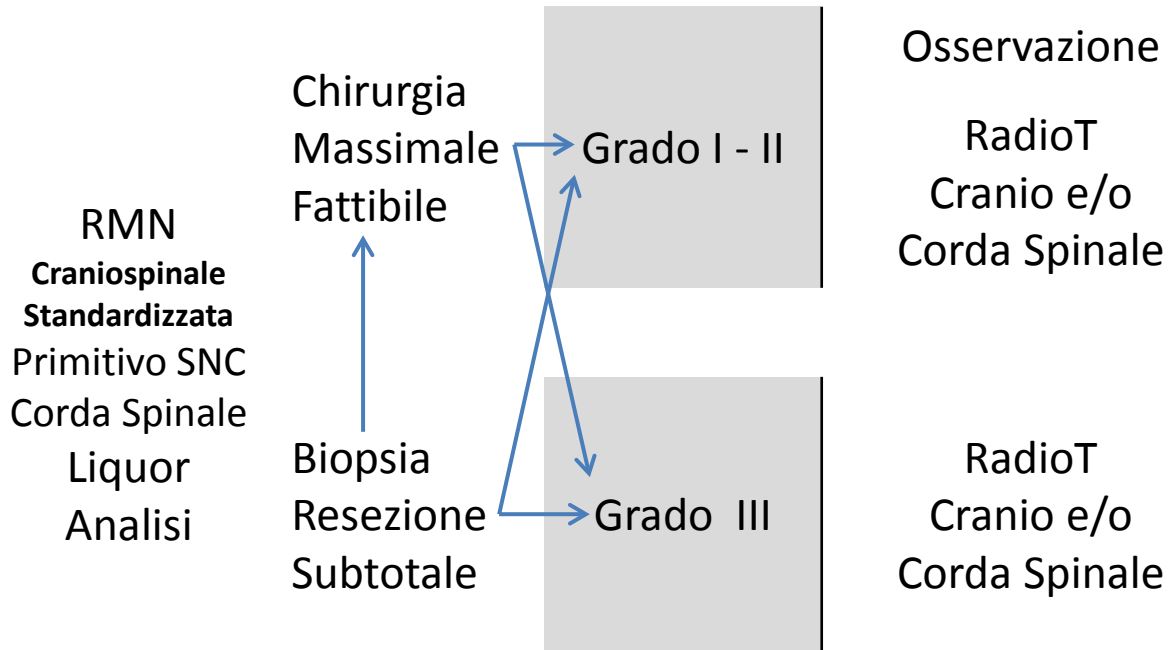 RMN
Craniospinale
Standardizzata
Primitivo SNC
Corda Spinale
Liquor
Analisi
Chirurgia
Massimale
Fattibile
Biopsia
Resezione
Subtotale
Grado I - II
Grado III
Osservazione
RadioT
Cranio e/o
Corda Spinale
RadioT
Cranio e/o
Corda Spinale